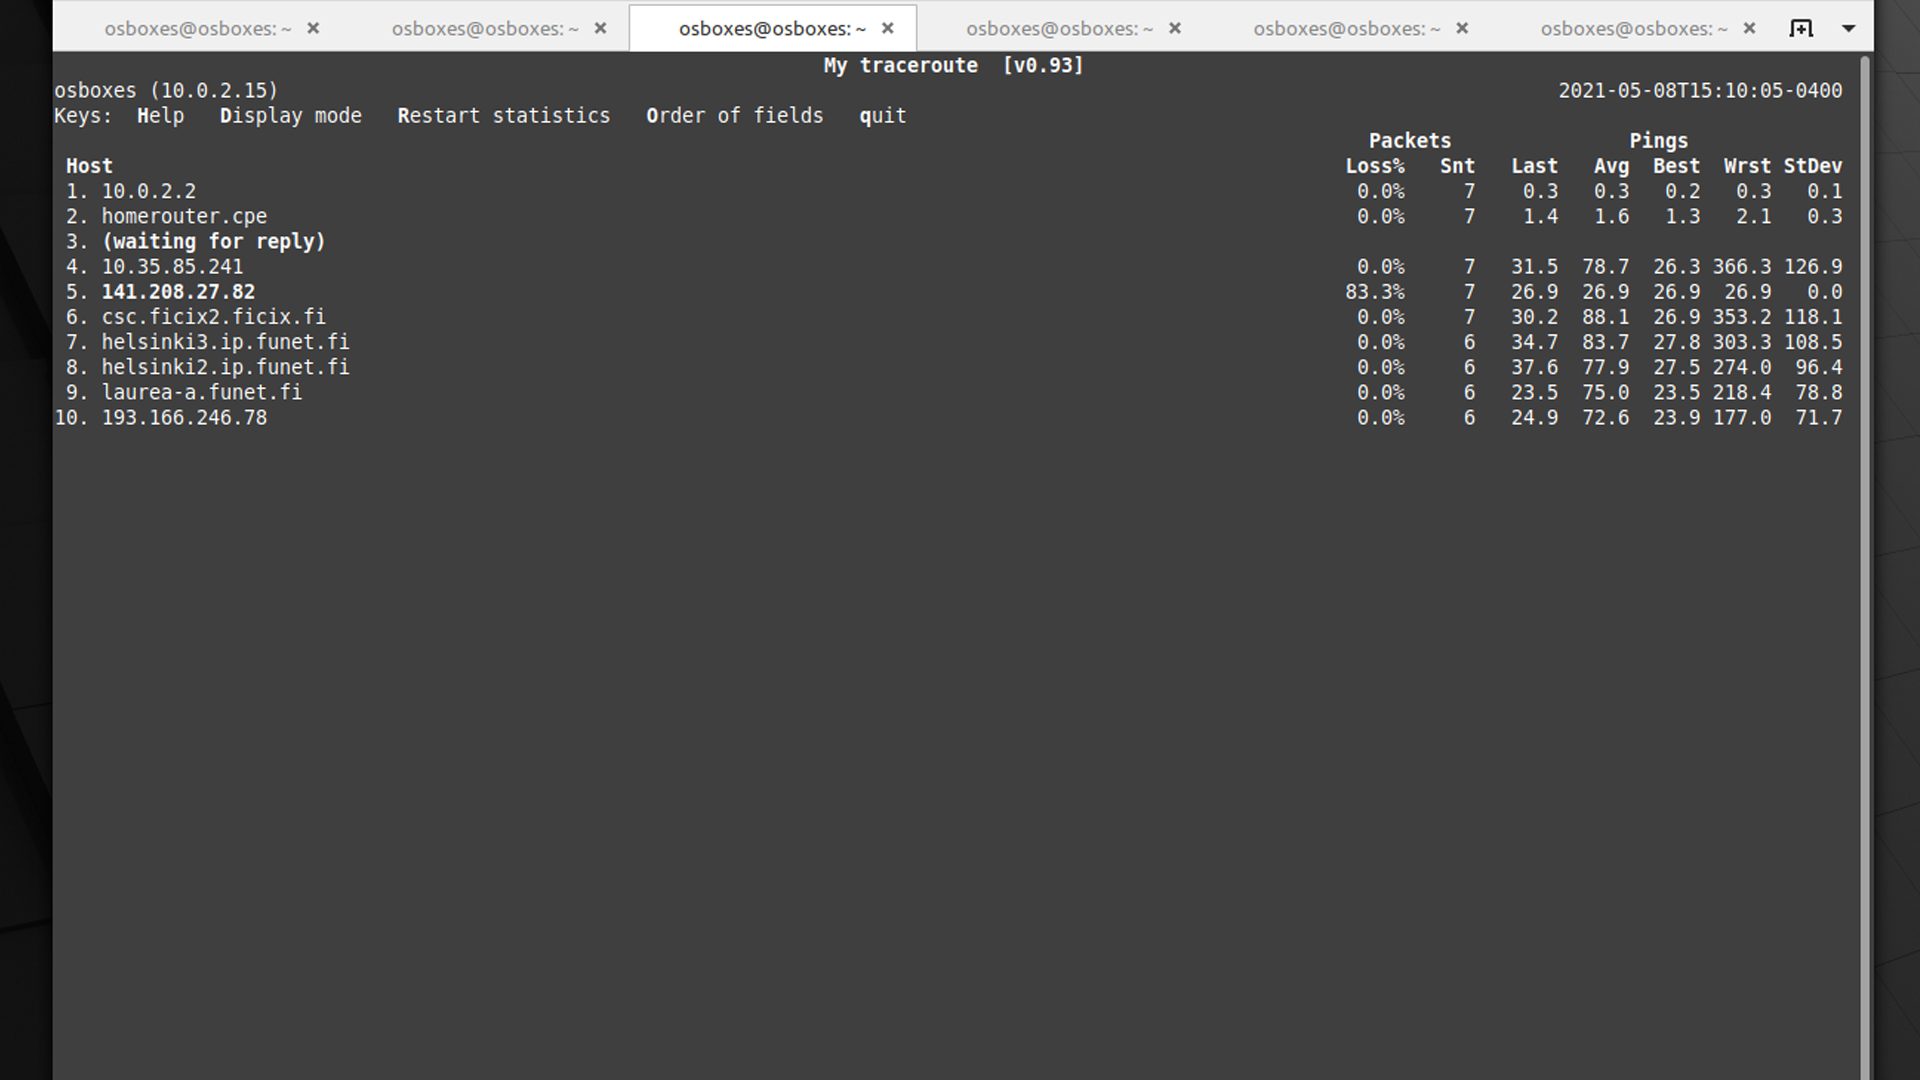 osboxes@osboxes: ~ × osboxes@osboxes: ~ × osboxes@osboxes: ~ × osboxes@osboxes: ~ × osboxes@osboxes: ~ × osboxes@osboxes: ~ ×
My traceroute [v0.93]
osboxes (10.0.2.15) 2021-05-08T15:10:05-0400
Keys: Help Display mode Restart statistics Order of fields quit
Packets Pings
Host Loss% Snt Last Avg Best Wrst StDev
1. 10.0.2.2 0.0% 7 0.3 0.3 0.2 0.3 0.1
2. homerouter.cpe 0.0% 7 1.4 1.6 1.3 2.1 0.3
3. (waiting for reply)
4. 10.35.85.241 0.0% 7 31.5 78.7 26.3 366.3 126.9
5. 141.208.27.82 83.3% 7 26.9 26.9 26.9 26.9 0.0
6. csc.ficix2.ficix.fi 0.0% 7 30.2 88.1 26.9 353.2 118.1
7. helsinki3.ip.funet.fi 0.0% 6 34.7 83.7 27.8 303.3 108.5
8. helsinki2.ip.funet.fi 0.0% 6 37.6 77.9 27.5 274.0 96.4
9. laurea-a.funet.fi 0.0% 6 23.5 75.0 23.5 218.4 78.8
10. 193.166.246.78 0.0% 6 24.9 72.6 23.9 177.0 71.7